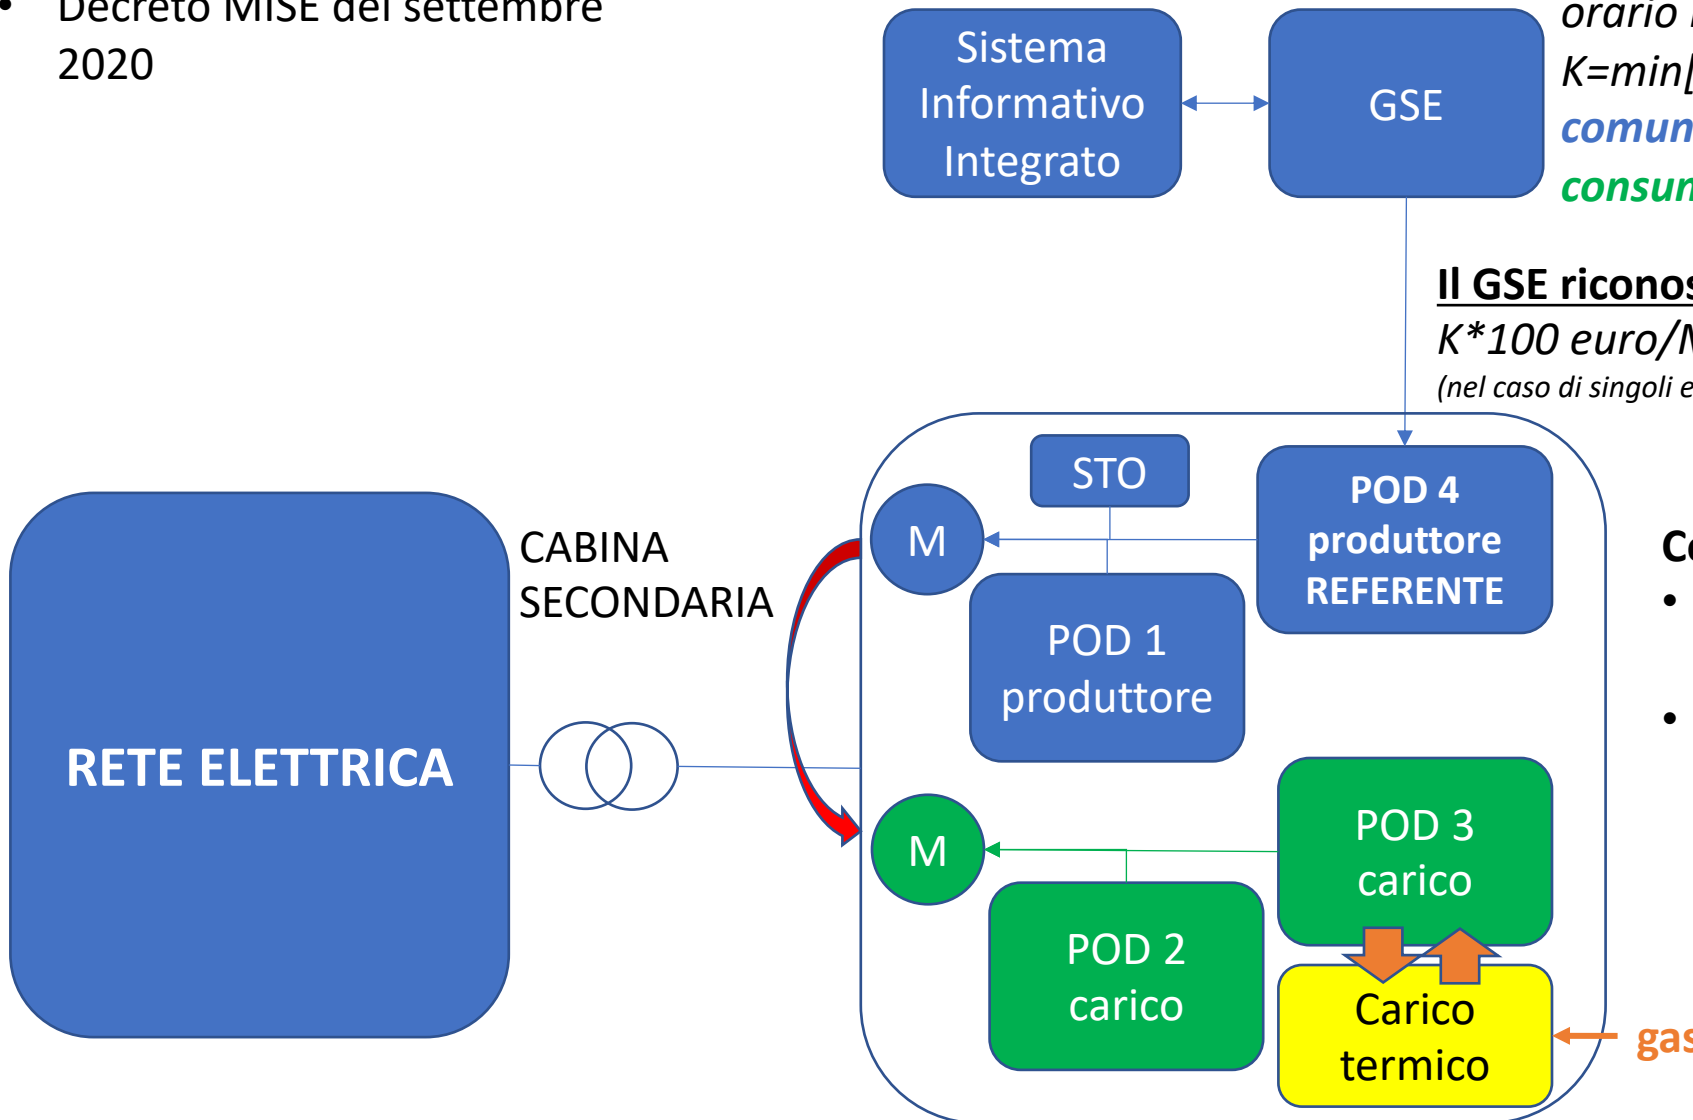 • Decreto MISE del settembre
2020
Sistema
Informativo
Integrato
GSE
orario
K=min[
comun
consum
Il GSE riconos
K*100 euro/M
(nel caso di singoli e
CABINA
SECONDARIA
RETE ELETTRICA
STO
M
POD 4
produttore
REFERENTE
POD 1
produttore
M
POD 3
carico
POD 2
carico
Carico
termico
gas
•
•